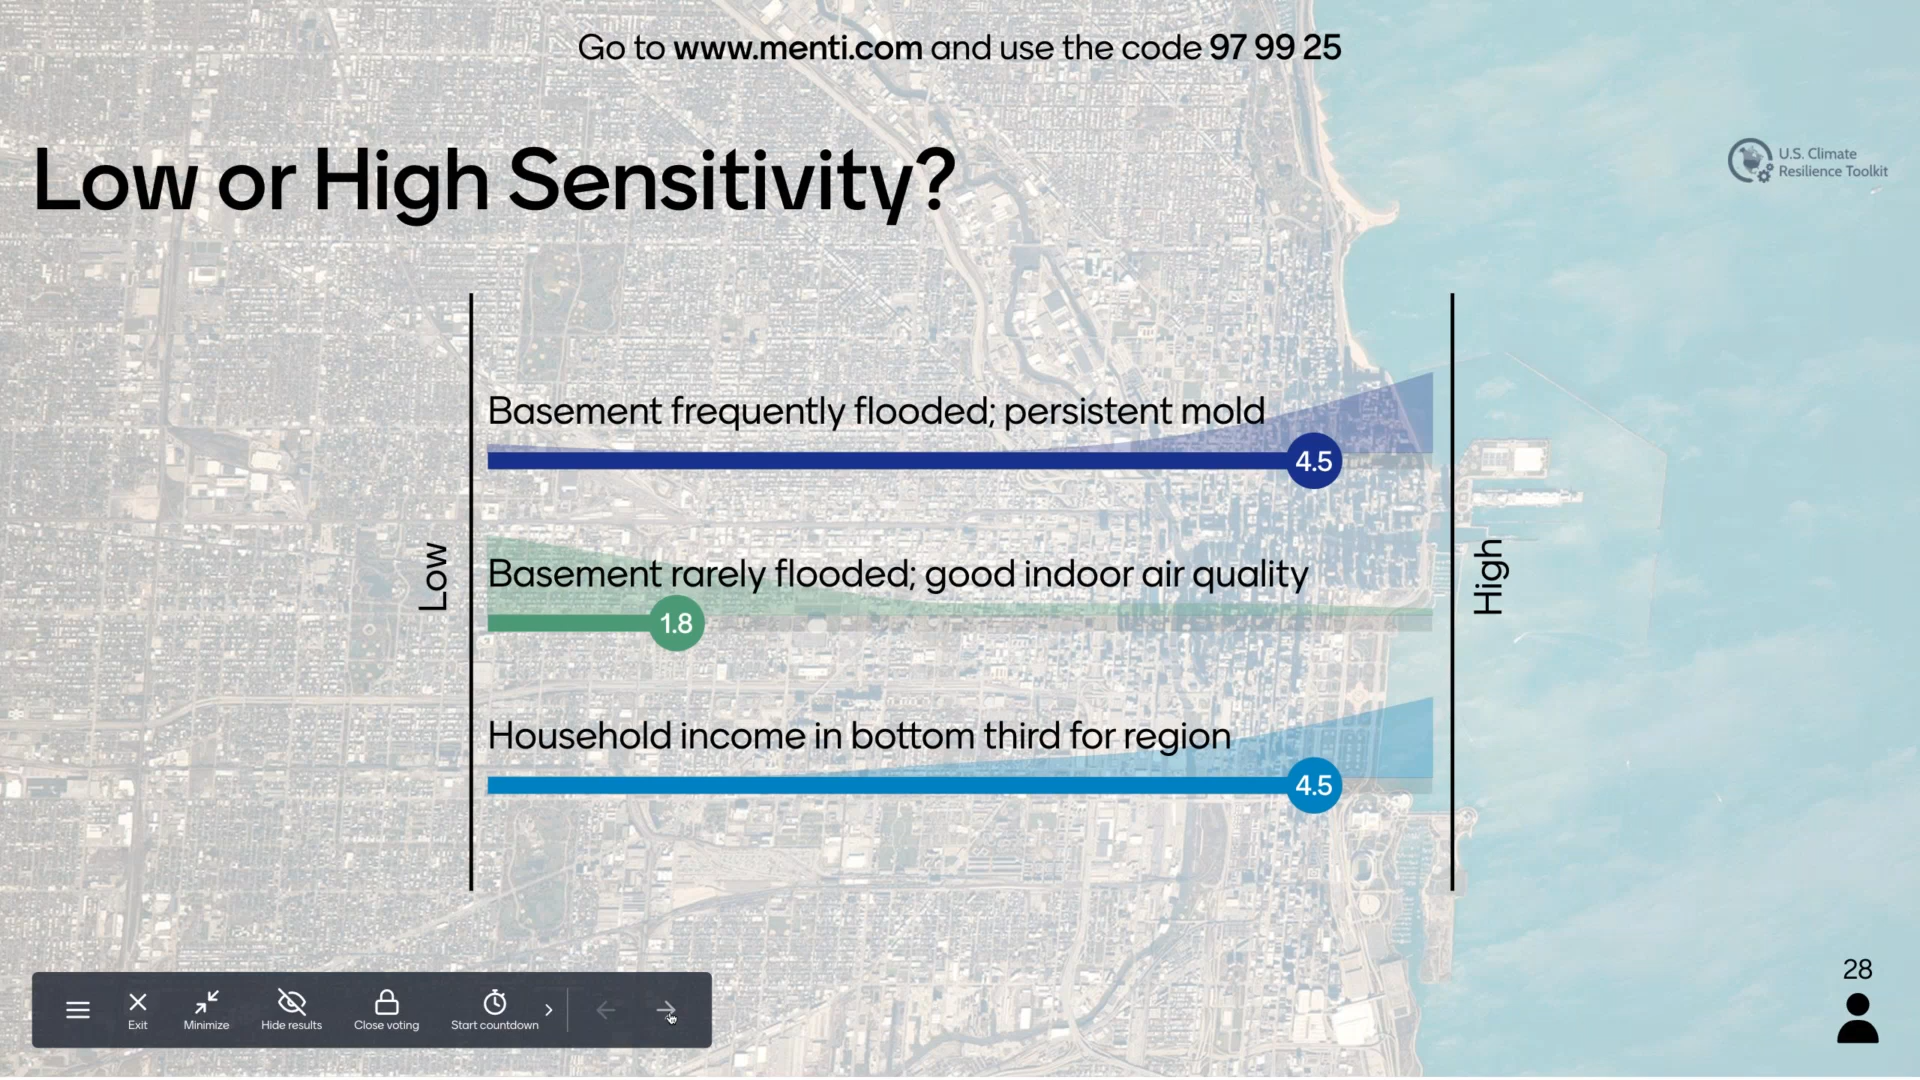 Go to www.menti.com and use the code 97 99 25
U.S. Climate
Resilience Toolkit
Low or High Sensitivity?
Basement frequently flooded; persistent mold
4.5
Low
Basement rarely flooded; good indoor air quality
1.8
High
Household income in bottom third for region
4.5
28
Exit
Minimize
Hide results
Close voting
Start countdown